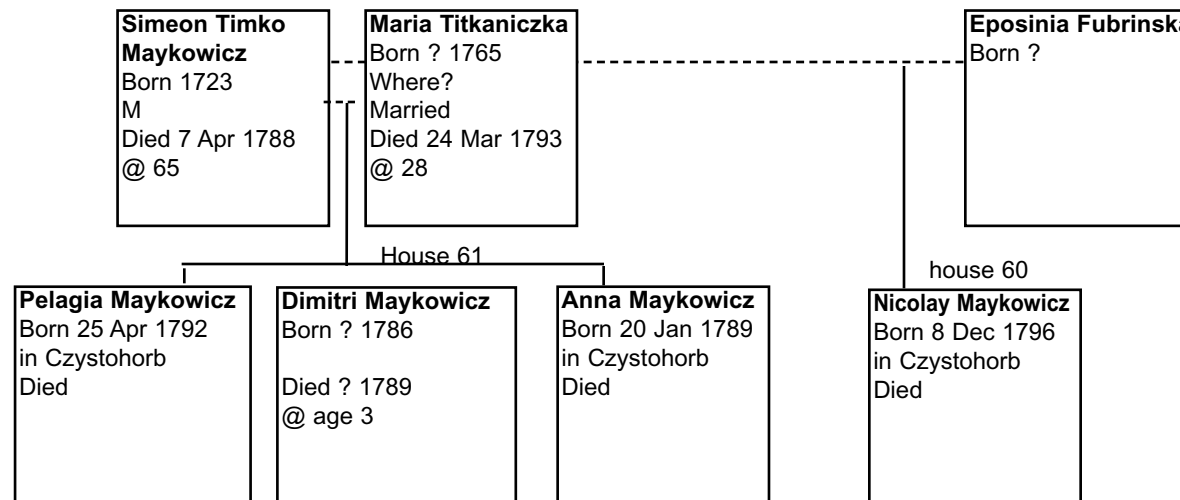 Simeon Timko
Maykowicz
Born 1723
M
Died 7 Apr 1788
@ 65
Maria Titkaniczka
Born ? 1765
Where?
Married
Died 24 Mar 1793
@ 28
Eposinia Fubrinska
Born ?
House 61
house 60
Pelagia Maykowicz
Born 25 Apr 1792
in Czystohorb
Died
Dimitri Maykowicz
Born ? 1786
Died ? 1789
@ age 3
Anna Maykowicz
Born 20 Jan 1789
in Czystohorb
Died
Nicolay Maykowicz
Born 8 Dec 1796
in Czystohorb
Died